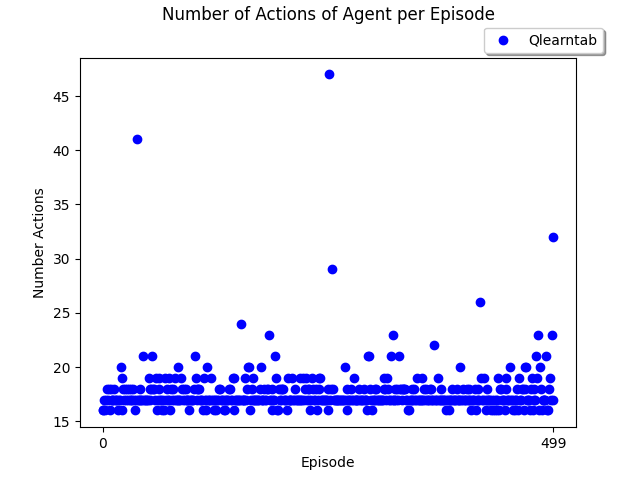 Number of Actions of Agent per Episode
Qlearntab
45
40
35
30
25
20
15
Number Actions
0
499
Episode